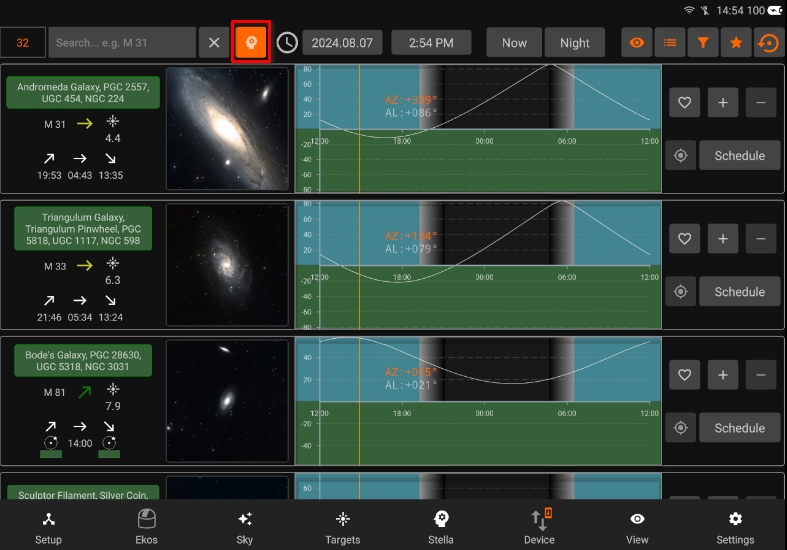 14:54 100
32 Search... e.g. M 31 2024.08.07 2:54 PM Now Night
Andromeda Galaxy, PGC 2557,
UGC 454, NGC 224
M 31
4.4
19:53 04:43 13:35
80
60
40
20
AZ:+349°
AL:+086°
12:00 18:00 00:00 06:00 12:00
-20
-40
-60
-80
Schedule
Triangulum Galaxy,
Triangulum Pinwheel, PGC
5818, UGC 1117, NGC 598
M 33
6.3
21:46 05:34 13:24
80
60
40
20
AZ:+124°
AL:+079°
12:00 18:00 00:00 06:00 12:00
-20
-40
-60
-80
Schedule
Bode's Galaxy, PGC 28630,
UGC 5318, NGC 3031
M 81
7.9
14:00
40
20
AZ:+015°
AL:+021°
12:00 18:00 00:00 06:00 12:00
-20
-40
Schedule
Sculptor Filament, Silver Coin,
60
Setup Ekos Sky Targets Stella Device View Settings